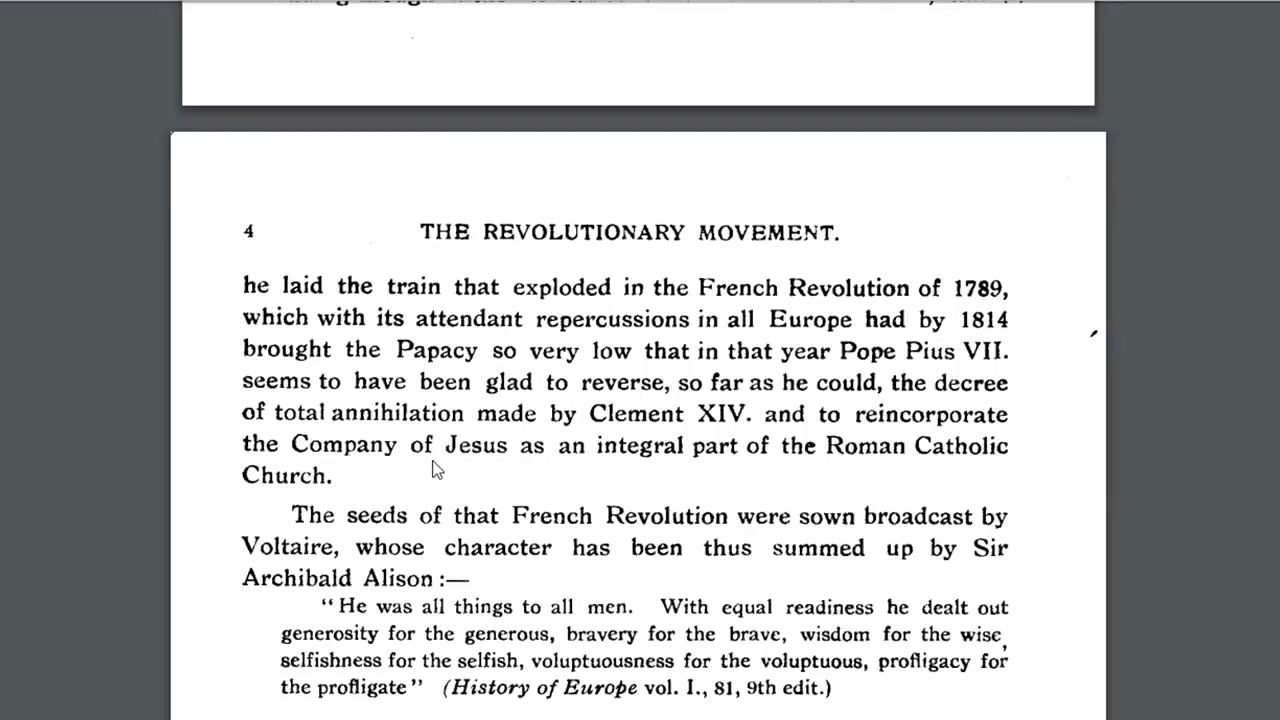 4 THE REVOLUTIONARY MOVEMENT.
he laid the train that exploded in the French Revolution of 1789,
which with its attendant repercussions in all Europe had by 1814
brought the Papacy so very low that in that year Pope Pius VII.
seems to have been glad to reverse, so far as he could, the decree
of total annihilation made by Clement XIV. and to reincorporate
the Company of Jesus as an integral part of the Roman Catholic
Church.
The seeds of that French Revolution were sown broadcast by
Voltaire, whose character has been thus summed up by Sir
Archibald Alison :—
“ He was all things to all men. With equal readiness he dealt out
generosity for the generous, bravery for the brave, wisdom for the wise,
selfishness for the selfish, voluptuousness for the voluptuous, profligacy for
the profligate ” (History of Europe vol. I., 81, 9th edit.)